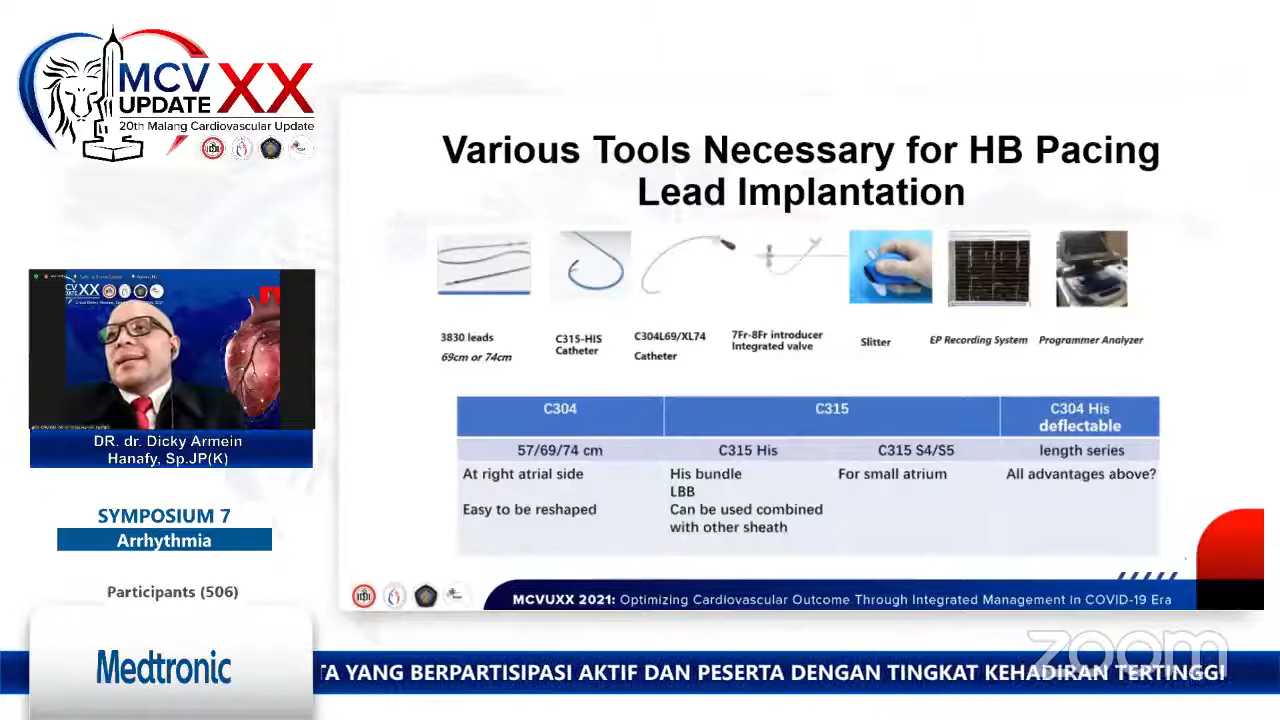 MCV XX
UPDATE
20th Malang Cardiovascular Update
DR. dr. Dicky Armein
Hanafy, Sp.JP(K)
SYMPOSIUM 7
Arrhythmia
Participants (506)
Medtronic
Various Tools Necessary for HB Pacing
Lead Implantation
3830 leads
69cm or 74cm
C315-HIS
Catheter
C304L69/XL74
Catheter
7Fr-8Fr introducer
Integrated valve
Slitter
EP Recording System
Programmer Analyzer
C304 C315 C304 His
deflectable
57/69/74 cm C315 His C315 S4/S5 length series
At right atrial side His bundle For small atrium All advantages above?
LBB
Easy to be reshaped Can be used combined
with other sheath
MCVUXX 2021: Optimizing Cardiovascular Outcome Through Integrated Management in COVID-19 Era
zoom
TA YANG BERPARTISIPASI AKTIF DAN PESERTA DENGAN TINGKAT KEHADIRAN TERTINGGI